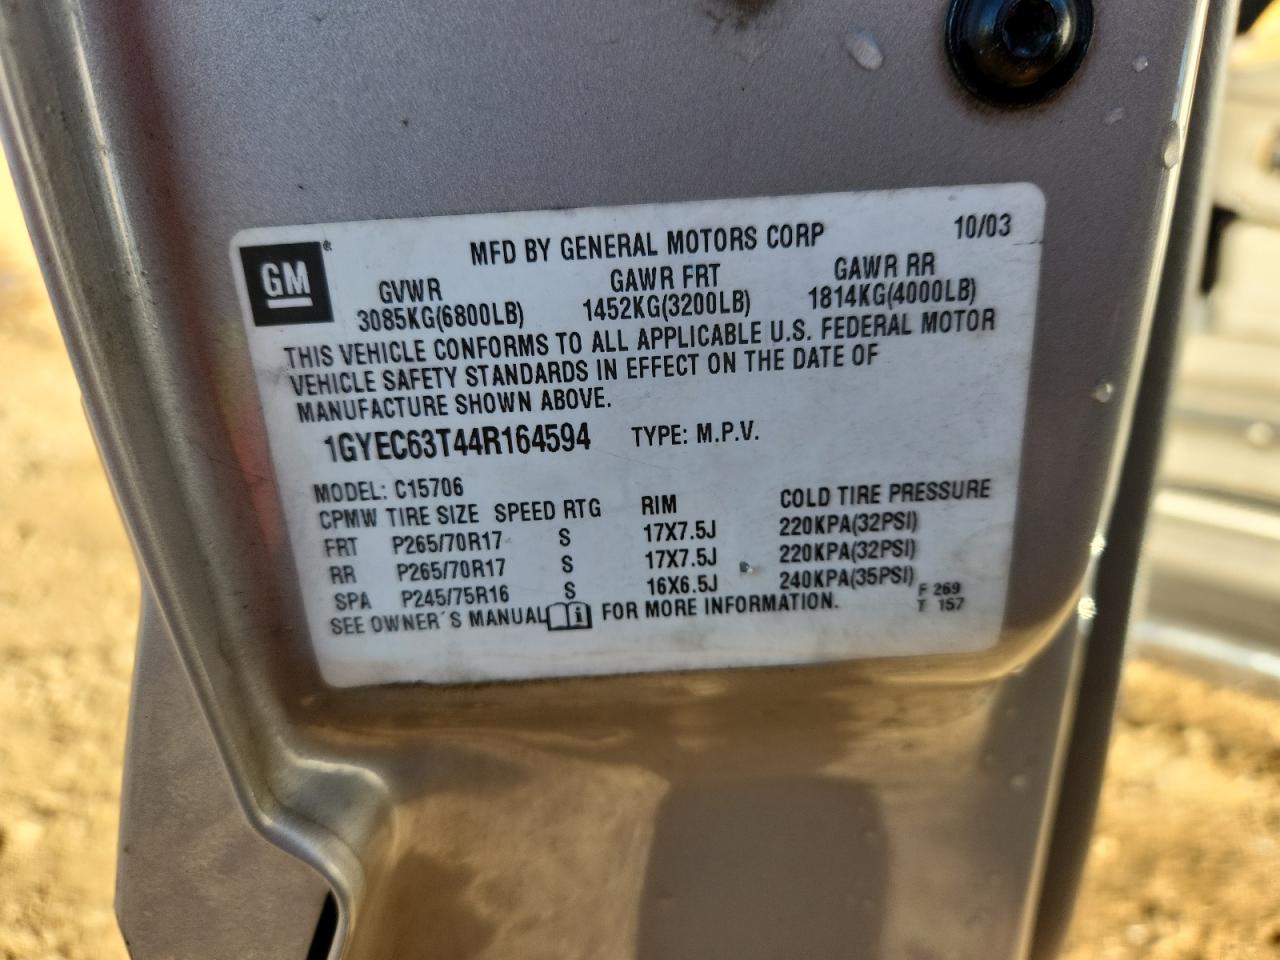 GM
MFD BY GENERAL MOTORS CORP 10/03
GVWR GAWR FRT GAWR RR
3085KG(6800LB) 1452KG(3200LB) 1814KG(4000LB)
THIS VEHICLE CONFORMS TO ALL APPLICABLE U.S. FEDERAL MOTOR
VEHICLE SAFETY STANDARDS IN EFFECT ON THE DATE OF
MANUFACTURE SHOWN ABOVE.
1GYEC63T44R164594 TYPE: M.P.V.
MODEL: C15706
CPMW TIRE SIZE SPEED RTG RIM COLD TIRE PRESSURE
FRT P265/70R17 S 17X7.5J 220KPA(32PSI)
RR P265/70R17 S 17X7.5J 220KPA(32PSI)
SPA P245/75R16 S 16X6.5J 240KPA(35PSI)
SEE OWNER'S MANUAL i FOR MORE INFORMATION.
F 269
T 157